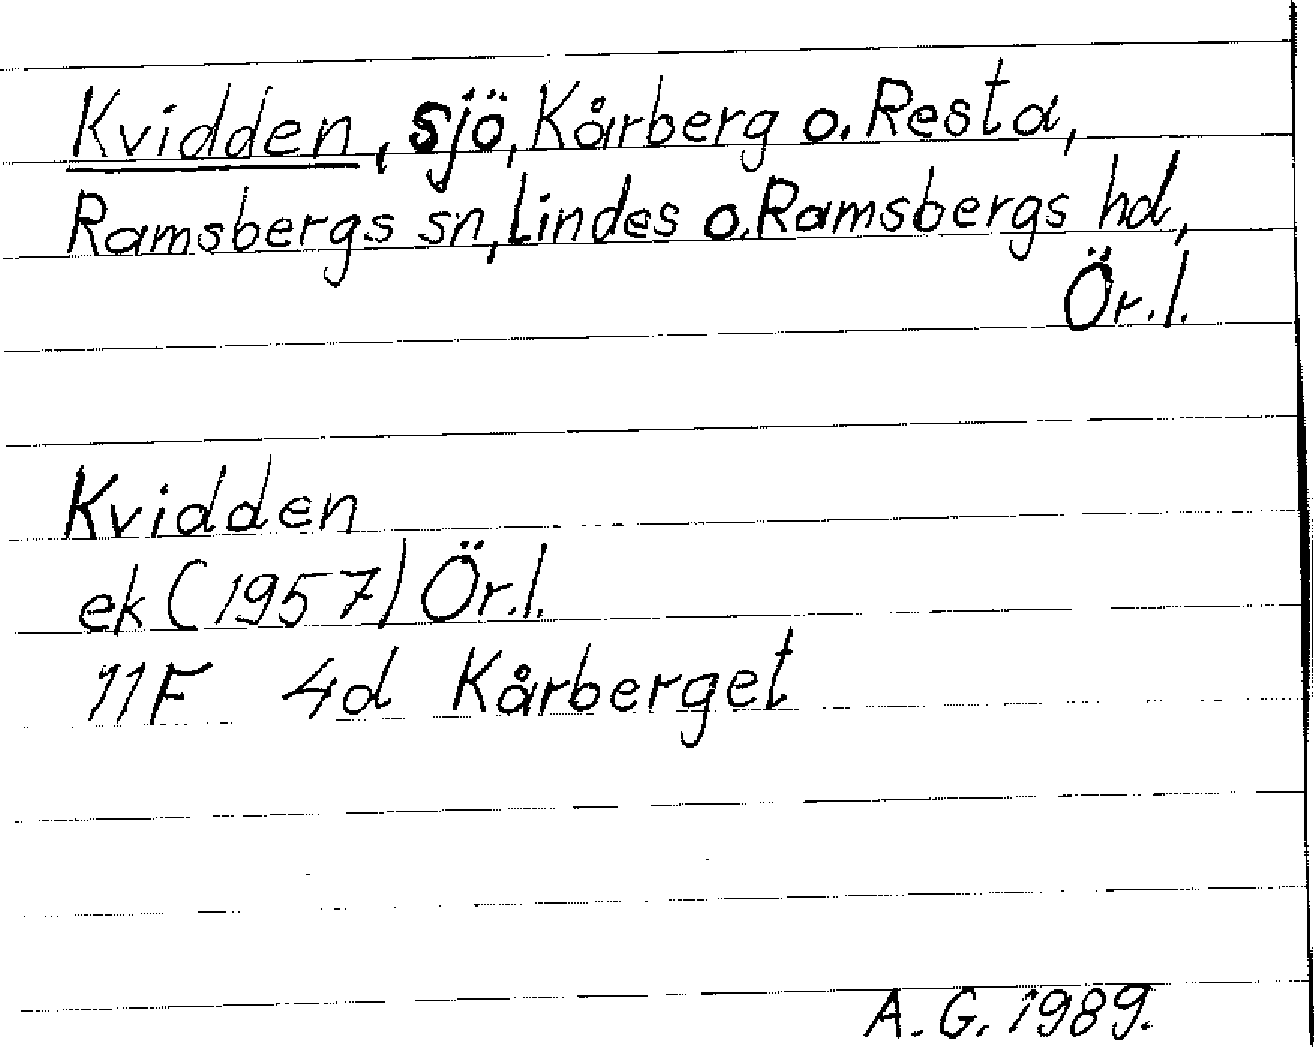 Kvidden, sjö, Kårberg o. Resta,
Ramsbergs sn, Lindes o. Ramsbergs hd,
Ör. l.
Kvidden
ek (1957) Ör. l.
11F 4d Kårberget
A. G. 1989.